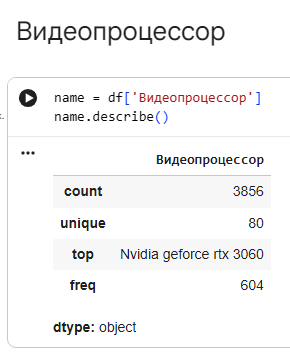 Видеопроцессор
name = df['Видеопроцессор']
name.describe()
Видеопроцессор
count 3856
unique 80
top Nvidia geforce rtx 3060
freq 604
dtype: object